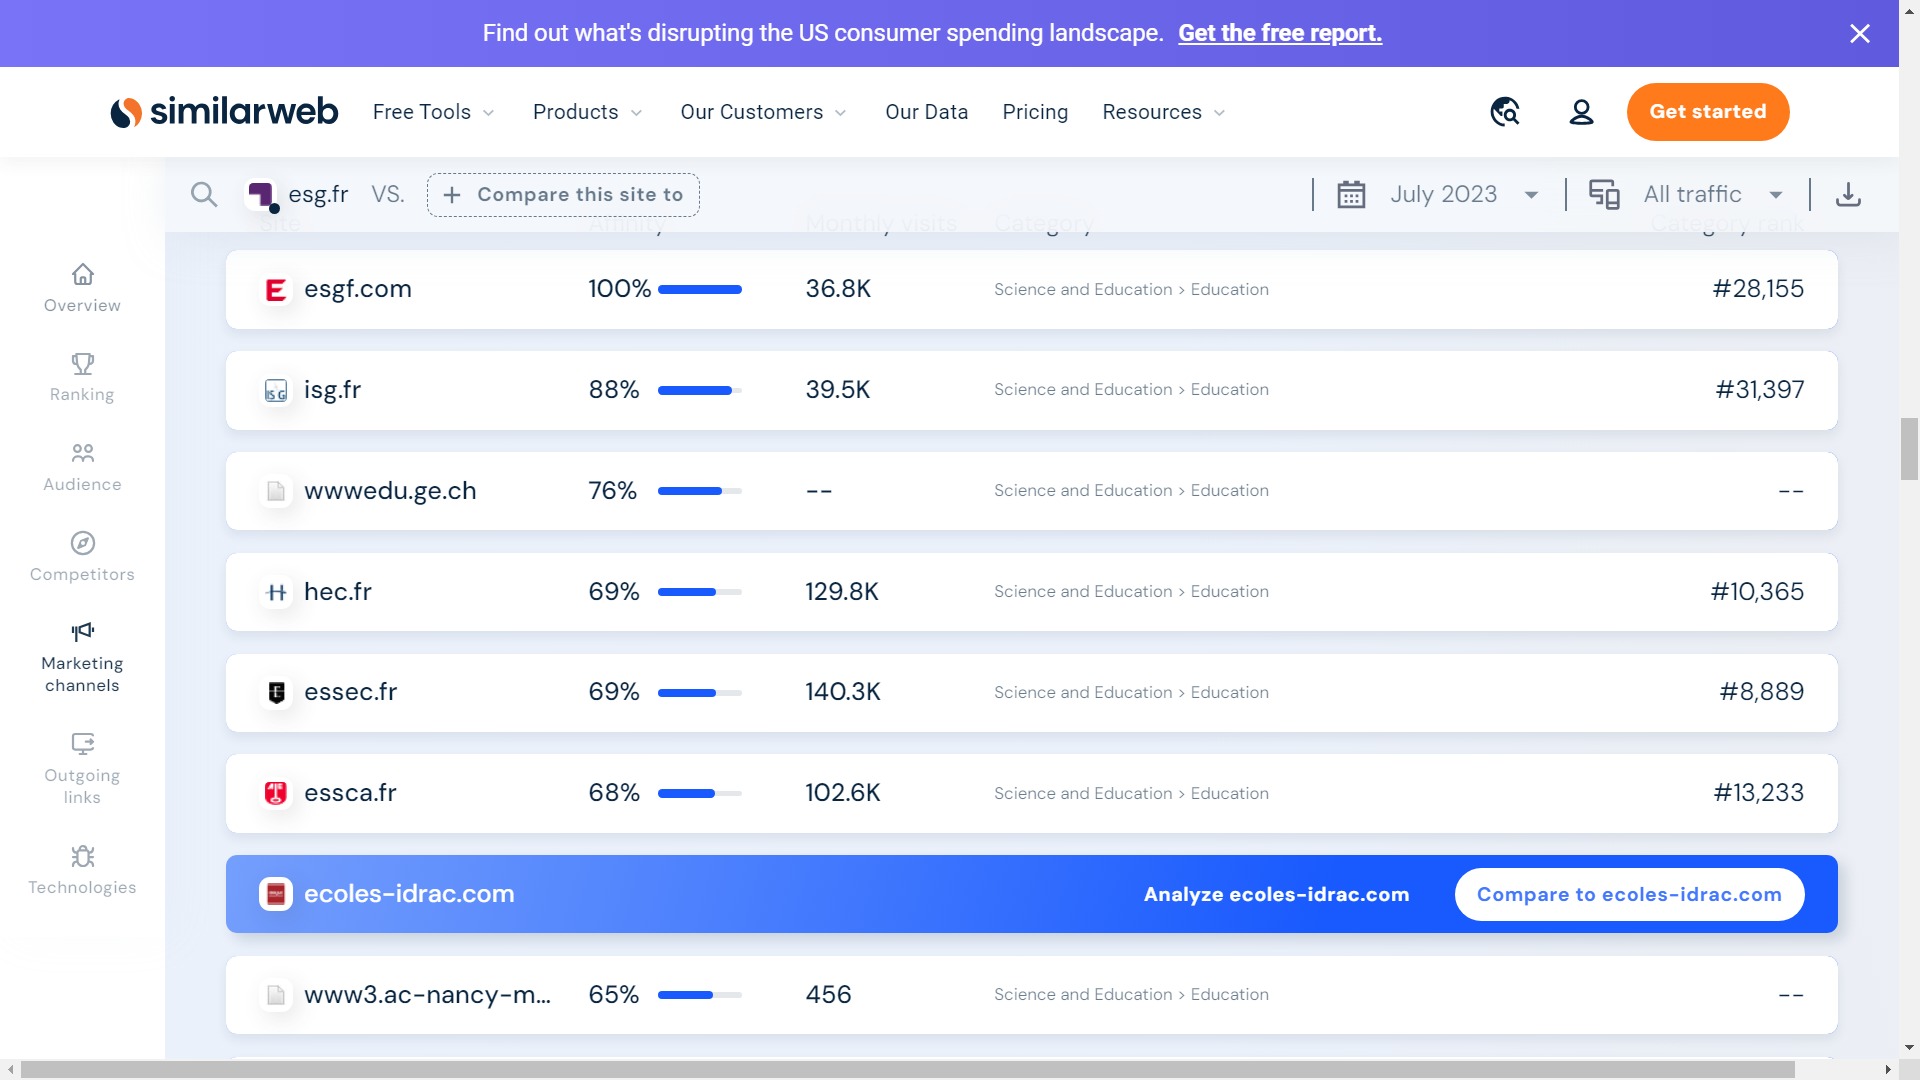 Find out what's disrupting the US consumer spending landscape. Get the free report.
similarweb Free Tools Products Our Customers Our Data Pricing Resources Get started
esg.fr VS. + Compare this site to July 2023 All traffic
Site Affinity Monthly visits Category Category rank
Overview
Ranking
Audience
Competitors
Marketing
channels
Outgoing
links
Technologies
esgf.com 100% 36.8K Science and Education > Education #28,155
isg.fr 88% 39.5K Science and Education > Education #31,397
wwwedu.ge.ch 76% -- Science and Education > Education --
hec.fr 69% 129.8K Science and Education > Education #10,365
essec.fr 69% 140.3K Science and Education > Education #8,889
essca.fr 68% 102.6K Science and Education > Education #13,233
ecoles-idrac.com Analyze ecoles-idrac.com Compare to ecoles-idrac.com
www3.ac-nancy-m... 65% 456 Science and Education > Education --